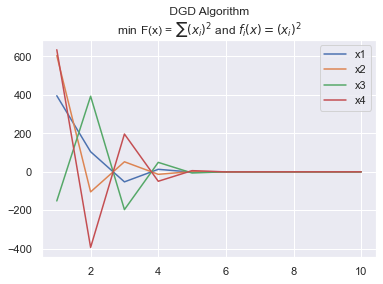 DGD Algorithm
min F(x) = ∑(xᵢ)² and fᵢ(x) = (xᵢ)²
x1
x2
x3
x4
600
400
200
0
−200
−400
2 4 6 8 10